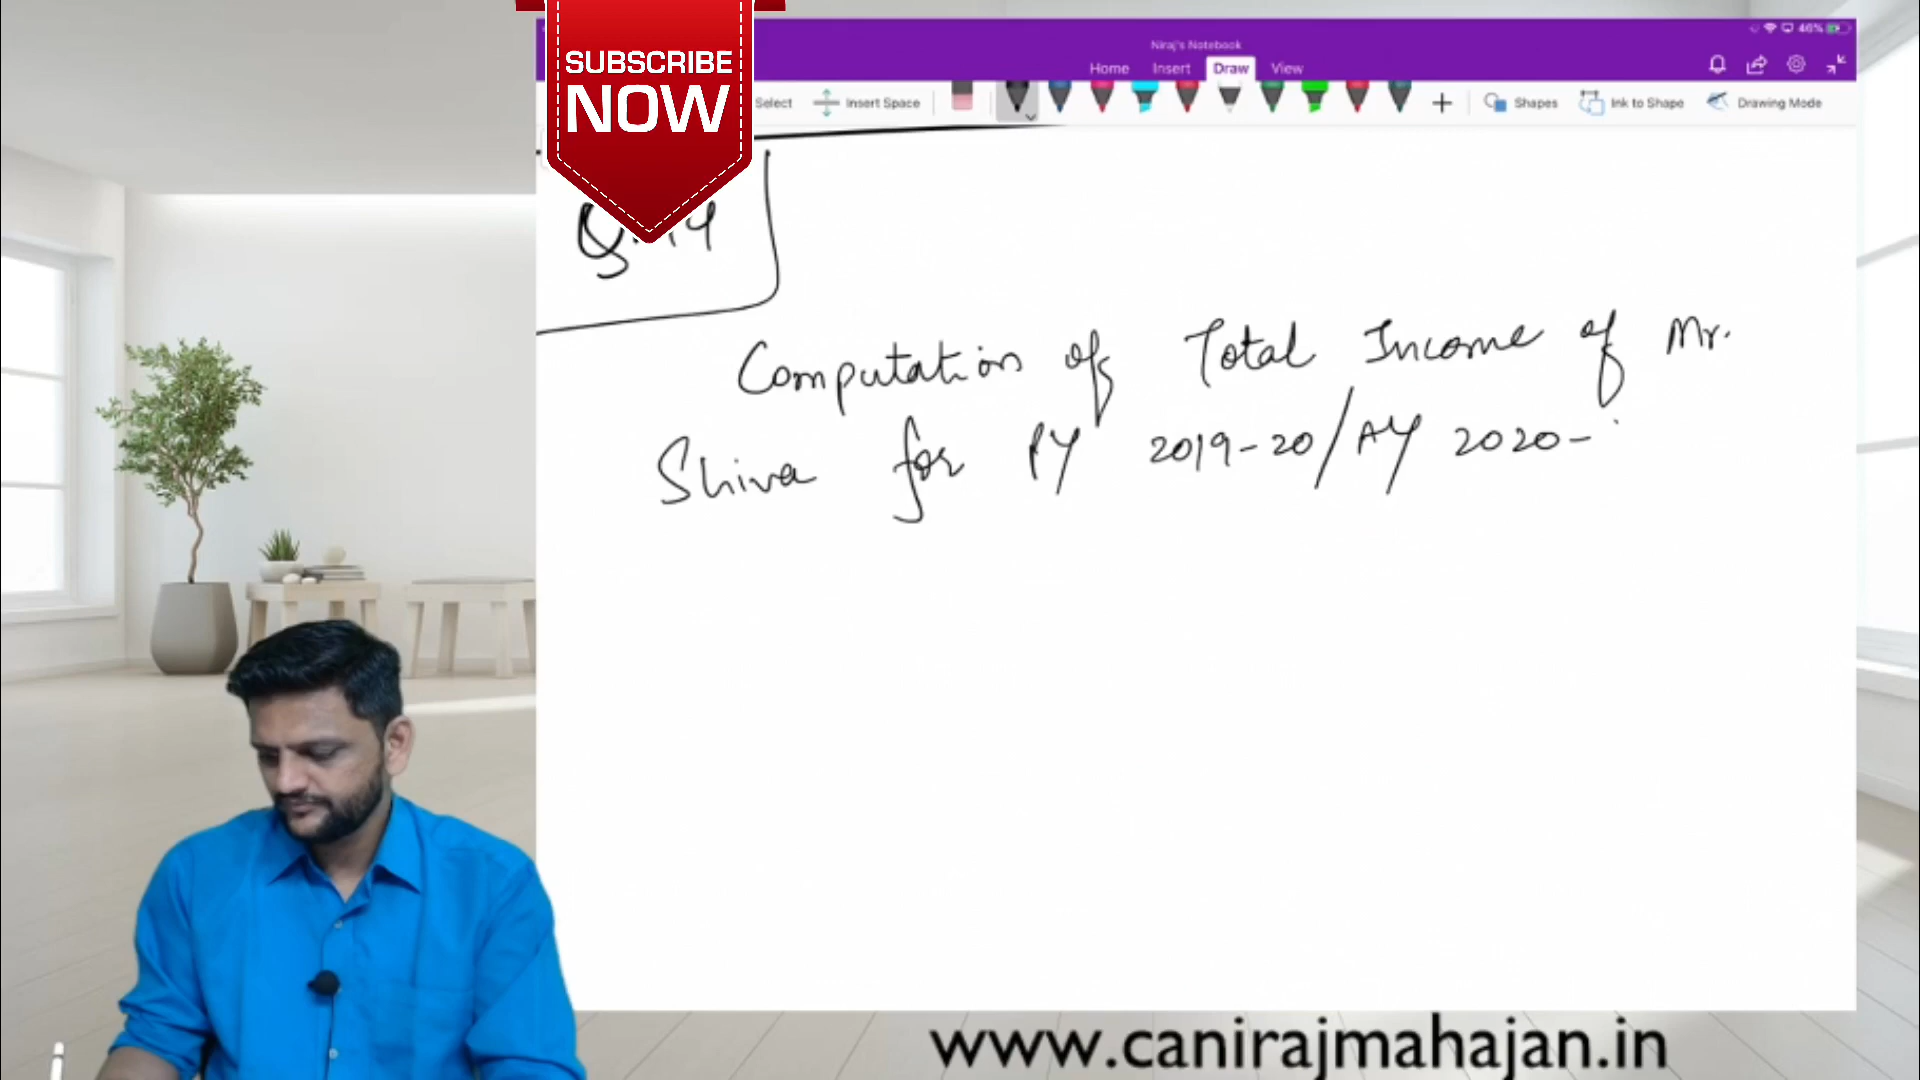 SUBSCRIBE
NOW
Niraj's Notebook
46%
Home Insert Draw View
Select Insert Space Shapes Ink to Shape Drawing Mode
Computation of Total Income of Mr.
Shiva for PY 2019-20/AY 2020-
www.canirajmahajan.in